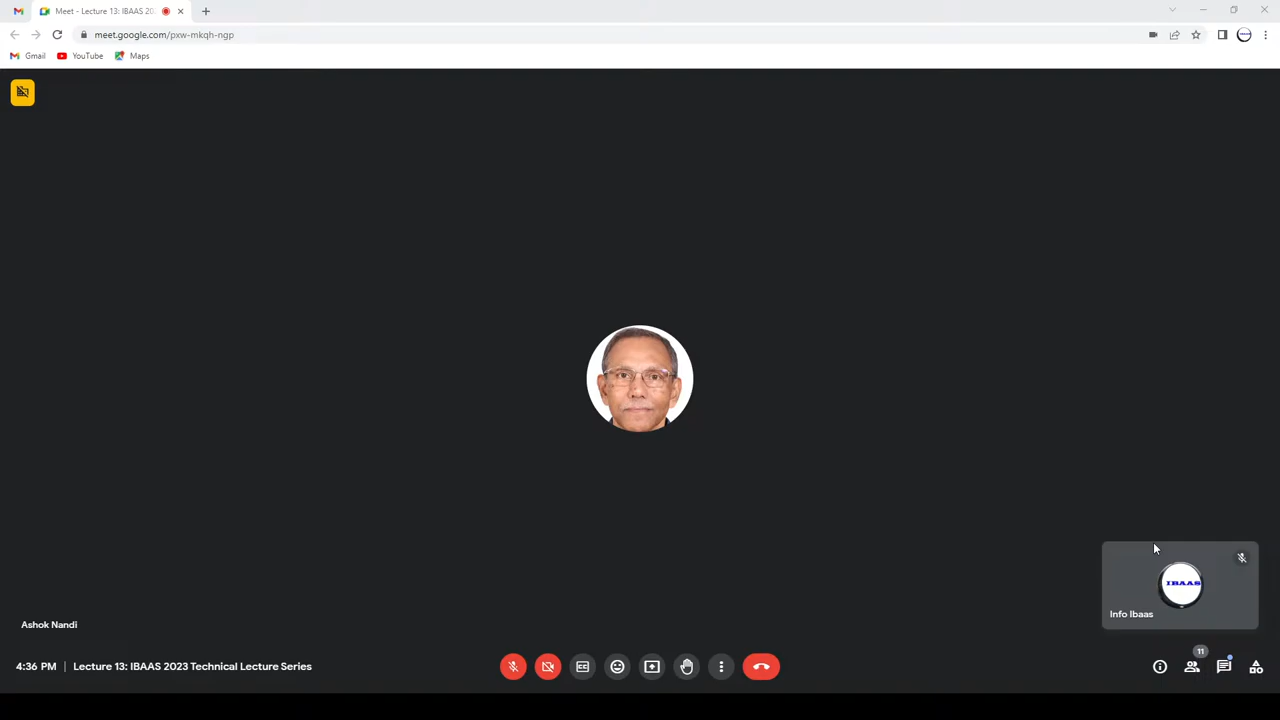 Meet - Lecture 13: IBAAS 20
meet.google.com/pxw-mkqh-ngp
Gmail
YouTube
Maps
IBAAS
Info Ibaas
Ashok Nandi
11
4:36 PM | Lecture 13: IBAAS 2023 Technical Lecture Series